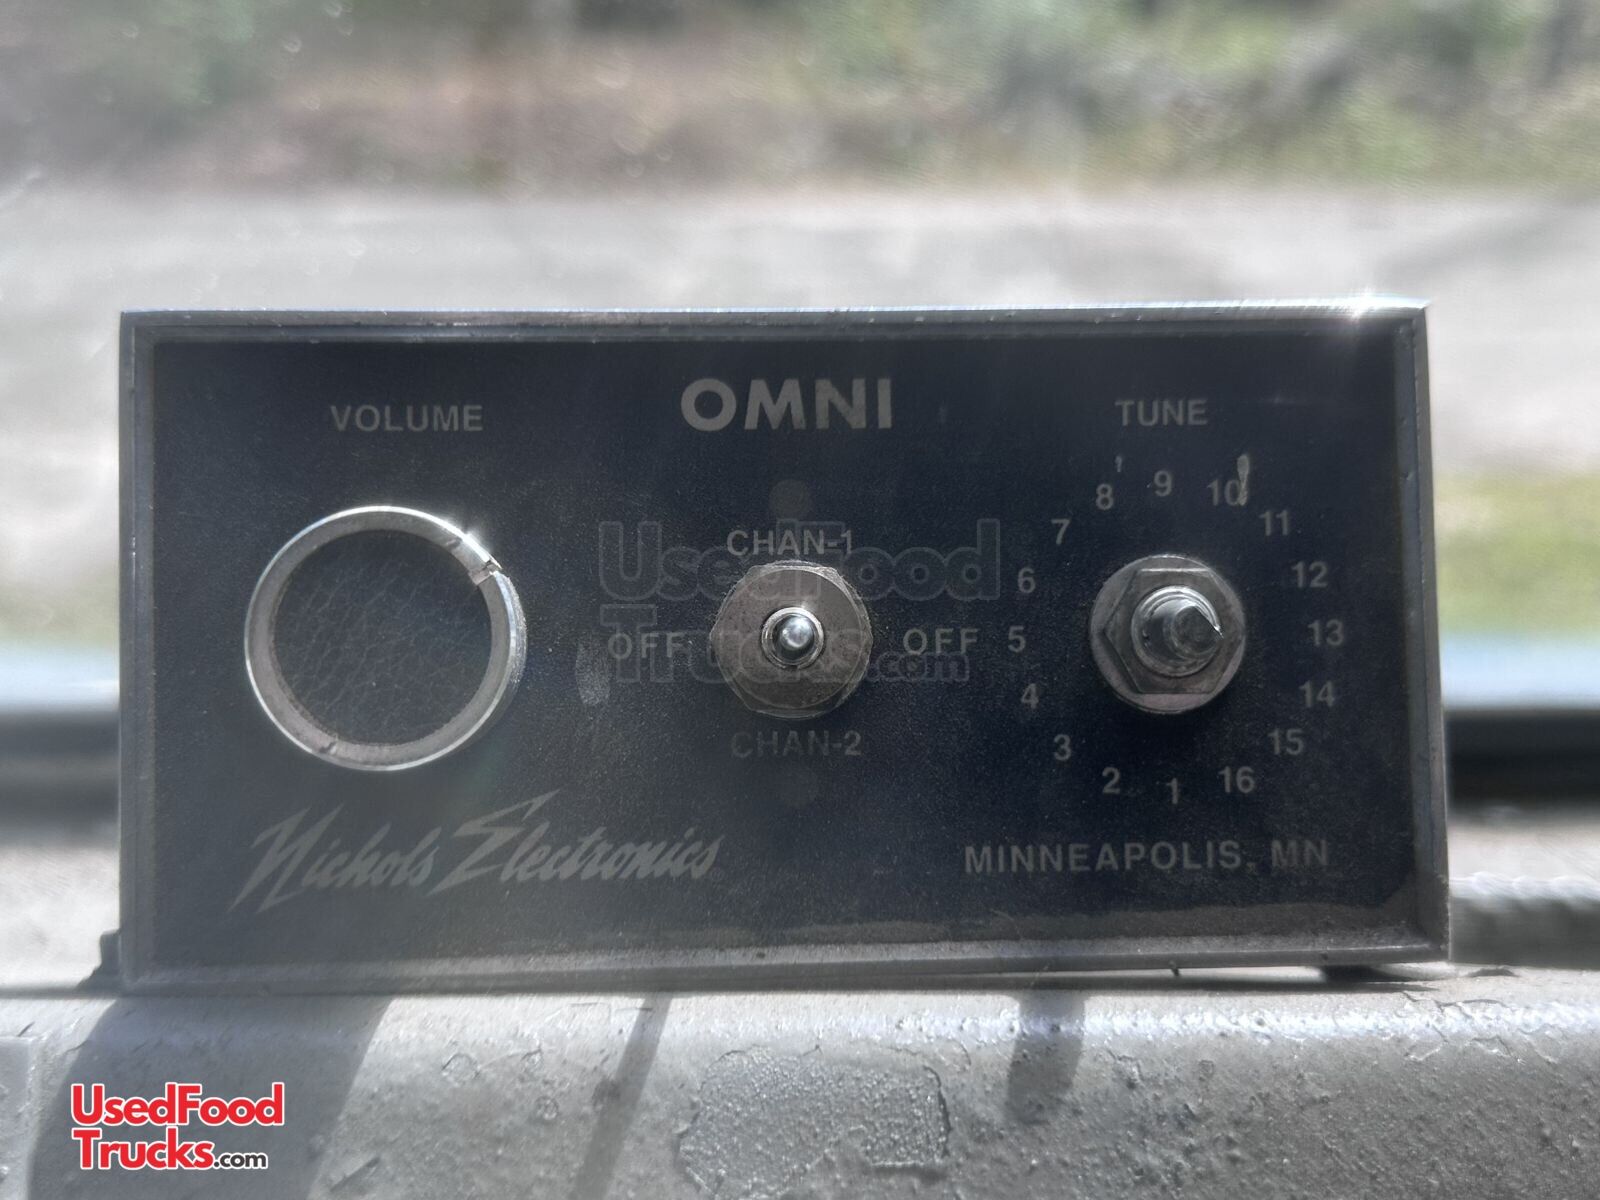 OMNI
VOLUME
TUNE
8 9 10 11 12 13 14 15 16 1 2 3 4 5 6 7
CHAN-1
OFF OFF
CHAN-2
Nichols Electronics
MINNEAPOLIS, MN
UsedFood
Trucks.com
UsedFood
Trucks.com